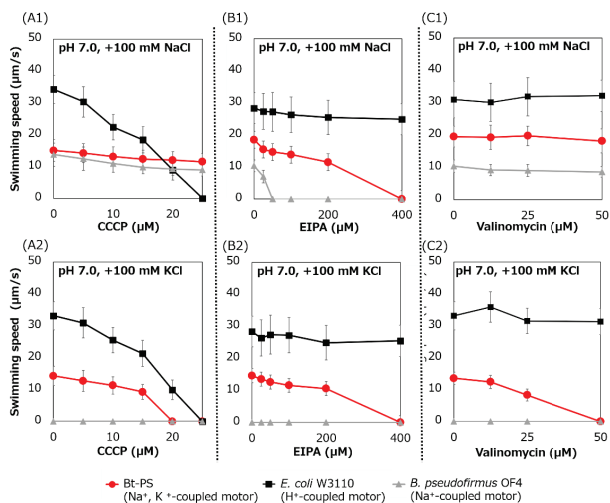 (A1)
(B1)
(C1)
pH 7.0, +100 mM NaCl
pH 7.0, +100 mM NaCl
pH 7.0, +100 mM NaCl
Swimming speed (μm/s)
50
40
30
20
10
0
50
40
30
20
10
0
50
40
30
20
10
0
0 10 20
0 100 200 300 400
0 25 50
CCCP (μM)
EIPA (μM)
Valinomycin (μM)
(A2)
(B2)
(C2)
pH 7.0, +100 mM KCl
pH 7.0, +100 mM KCl
pH 7.0, +100 mM KCl
Swimming speed (μm/s)
50
40
30
20
10
0
50
40
30
20
10
0
50
40
30
20
10
0
0 10 20
0 100 200 300 400
0 25 50
CCCP (μM)
EIPA (μM)
Valinomycin (μM)
Bt-PS
(Na⁺, K ⁺-coupled motor)
E. coli W3110
(H⁺-coupled motor)
B. pseudofirmus OF4
(Na⁺-coupled motor)